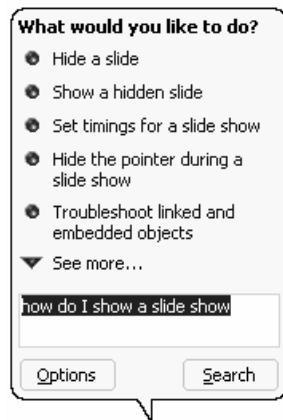 What would you like to do?
Hide a slide
Show a hidden slide
Set timings for a slide show
Hide the pointer during a
slide show
Troubleshoot linked and
embedded objects
See more...
how do I show a slide show
Options
Search